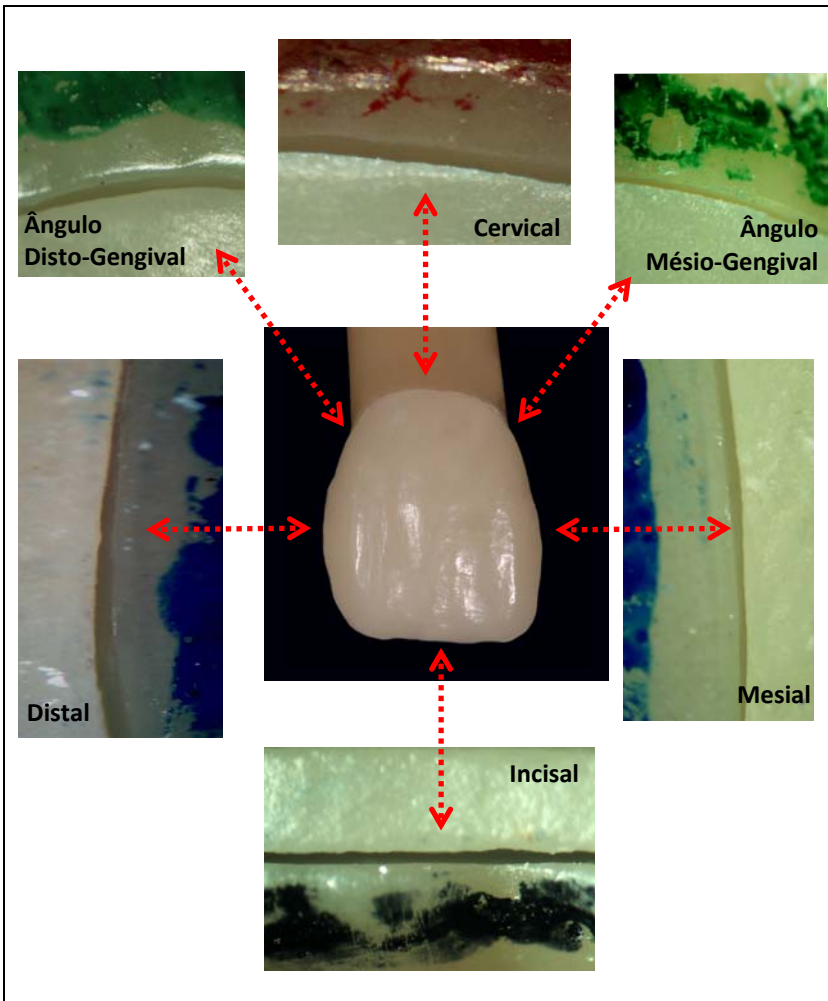 Ângulo
Disto-Gengival
Cervical
Ângulo
Mésio-Gengival
Distal
Mesial
Incisal